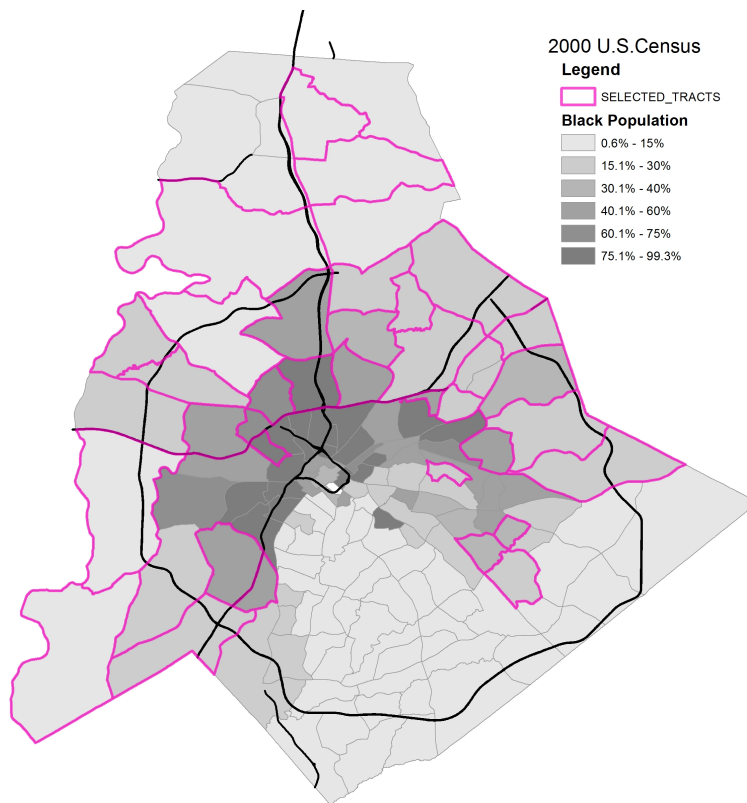 2000 U.S.Census
Legend
SELECTED_TRACTS
Black Population
0.6% - 15%
15.1% - 30%
30.1% - 40%
40.1% - 60%
60.1% - 75%
75.1% - 99.3%